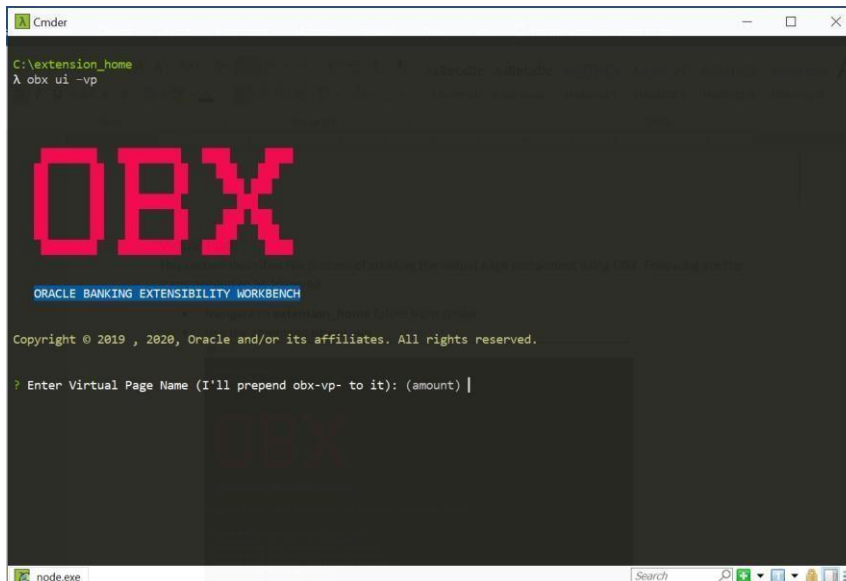 Cmder
C:\extension_home
λ obx ui -vp
OBX
ORACLE BANKING EXTENSIBILITY WORKBENCH
Copyright © 2019 , 2020, Oracle and/or its affiliates. All rights reserved.
? Enter Virtual Page Name (I'll prepend obx-vp- to it): (amount)
OBX
node.exe
Search